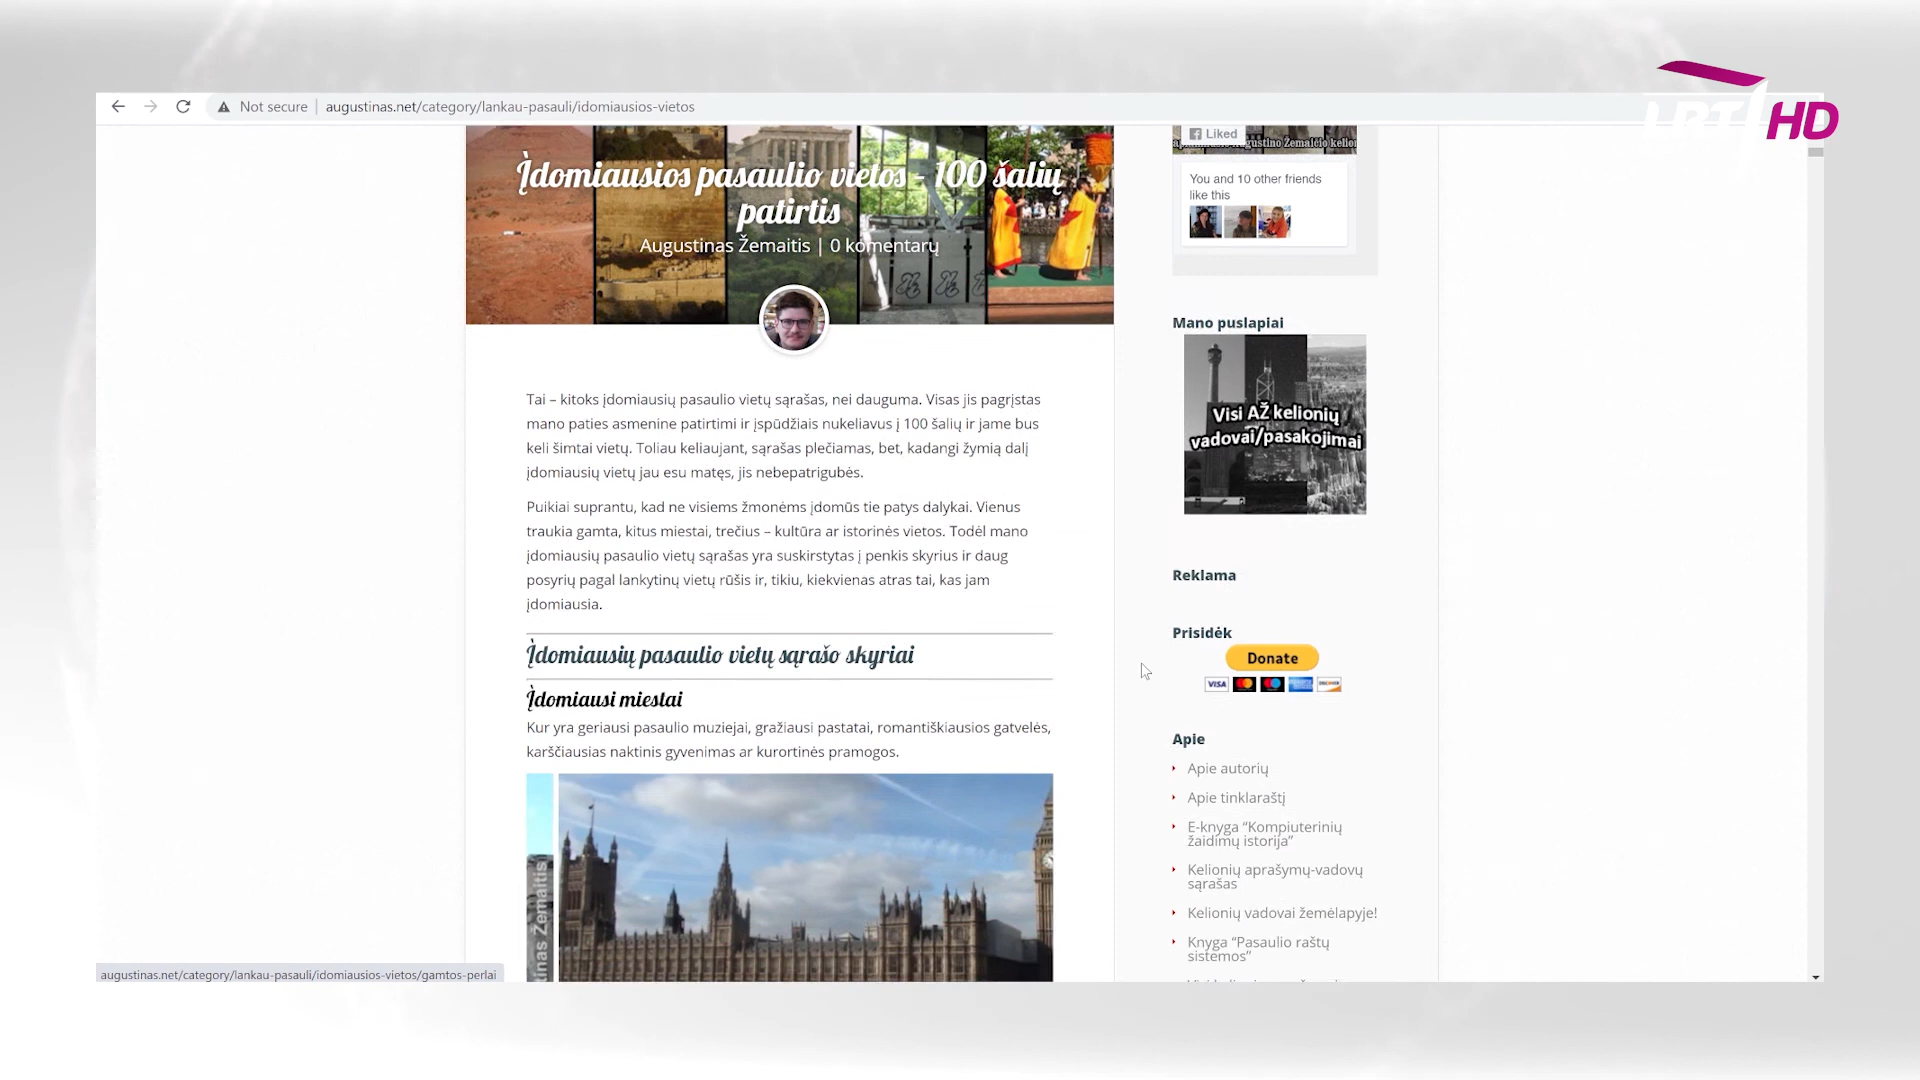 LRT HD
Not secure
augustinas.net/category/lankau-pasauli/idomiausios-vietos
Įdomiausios pasaulio vietos – 100 šalių
patirtis
Augustinas Žemaitis | 0 komentarų
Tai – kitoks įdomiausių pasaulio vietų sąrašas, nei dauguma. Visas jis pagrįstas
mano paties asmenine patirtimi ir įspūdžiais nukeliavus į 100 šalių ir jame bus
keli šimtai vietų. Toliau keliaujant, sąrašas plečiamas, bet, kadangi žymią dalį
įdomiausių vietų jau esu matęs, jis nebepatrigubės.
Puikiai suprantu, kad ne visiems žmonėms įdomūs tie patys dalykai. Vienus
traukia gamta, kitus miestai, trečius – kultūra ar istorinės vietos. Todėl mano
įdomiausių pasaulio vietų sąrašas yra suskirstytas į penkis skyrius ir daug
posyrių pagal lankytinų vietų rūšis ir, tikiu, kiekvienas atras tai, kas jam
įdomiausia.
Įdomiausių pasaulio vietų sąrašo skyriai
Įdomiausi miestai
Kur yra geriausi pasaulio muziejai, gražiausi pastatai, romantiškiausios gatvelės,
karščiausias naktinis gyvenimas ar kurortinės pramogos.
Žemaitis
Liked
Augustino Žemaičio
You and 10 other friends
like this
Mano puslapiai
Visi AŽ kelionių
vadovai/pasakojimai
Reklama
Prisidėk
Donate
VISA
DISCOVER
Apie
Apie autorių
Apie tinklaraštį
E-knyga “Kompiuterinių
žaidimų istorija”
Kelionių aprašymų-vadovų
sąrašas
Kelionių vadovai žemėlapyje!
Knyga “Pasaulio raštų
sistemos”
augustinas.net/category/lankau-pasauli/idomiausios-vietos/gamtos-perlai